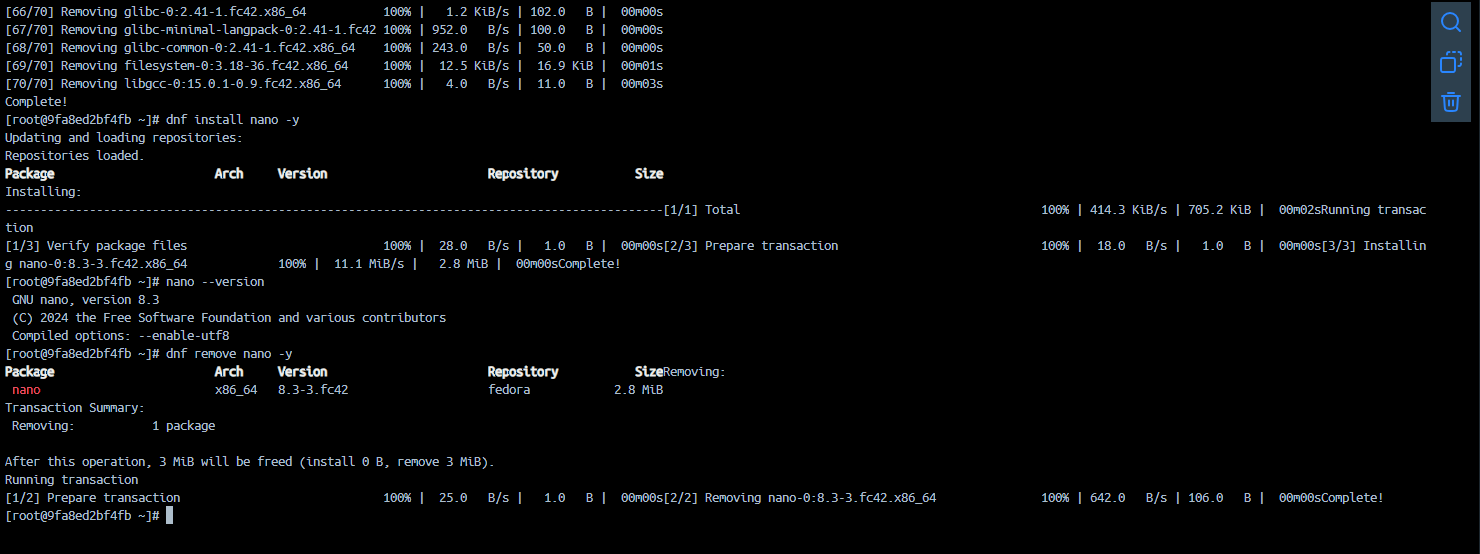 [66/70] Removing glibc-0:2.41-1.fc42.x86_64           100% |   1.2 KiB/s | 102.0   B |  00m00s
[67/70] Removing glibc-minimal-langpack-0:2.41-1.fc42 100% | 952.0   B/s | 100.0   B |  00m00s
[68/70] Removing glibc-common-0:2.41-1.fc42.x86_64    100% | 243.0   B/s |  50.0   B |  00m00s
[69/70] Removing filesystem-0:3.18-36.fc42.x86_64     100% |  12.5 KiB/s |  16.9 KiB |  00m01s
[70/70] Removing libgcc-0:15.0.1-0.9.fc42.x86_64      100% |   4.0   B/s |  11.0   B |  00m03s
Complete!
[root@9fa8ed2bf4fb ~]# dnf install nano -y
Updating and loading repositories:
Repositories loaded.
Package                       Arch     Version                       Repository           Size
Installing:
----------------------------------------------------------------------------------------------[1/1] Total                                           100% | 414.3 KiB/s | 705.2 KiB |  00m02sRunning transac
tion
[1/3] Verify package files                            100% |  28.0   B/s |   1.0   B |  00m00s[2/3] Prepare transaction                             100% |  18.0   B/s |   1.0   B |  00m00s[3/3] Installin
g nano-0:8.3-3.fc42.x86_64             100% |  11.1 MiB/s |   2.8 MiB |  00m00sComplete!
[root@9fa8ed2bf4fb ~]# nano --version
 GNU nano, version 8.3
 (C) 2024 the Free Software Foundation and various contributors
 Compiled options: --enable-utf8
[root@9fa8ed2bf4fb ~]# dnf remove nano -y
Package                       Arch     Version                       Repository           SizeRemoving:
 nano                         x86_64   8.3-3.fc42                    fedora            2.8 MiB
Transaction Summary:
 Removing:           1 package

After this operation, 3 MiB will be freed (install 0 B, remove 3 MiB).
Running transaction
[1/2] Prepare transaction                             100% |  25.0   B/s |   1.0   B |  00m00s[2/2] Removing nano-0:8.3-3.fc42.x86_64               100% | 642.0   B/s | 106.0   B |  00m00sComplete!
[root@9fa8ed2bf4fb ~]#